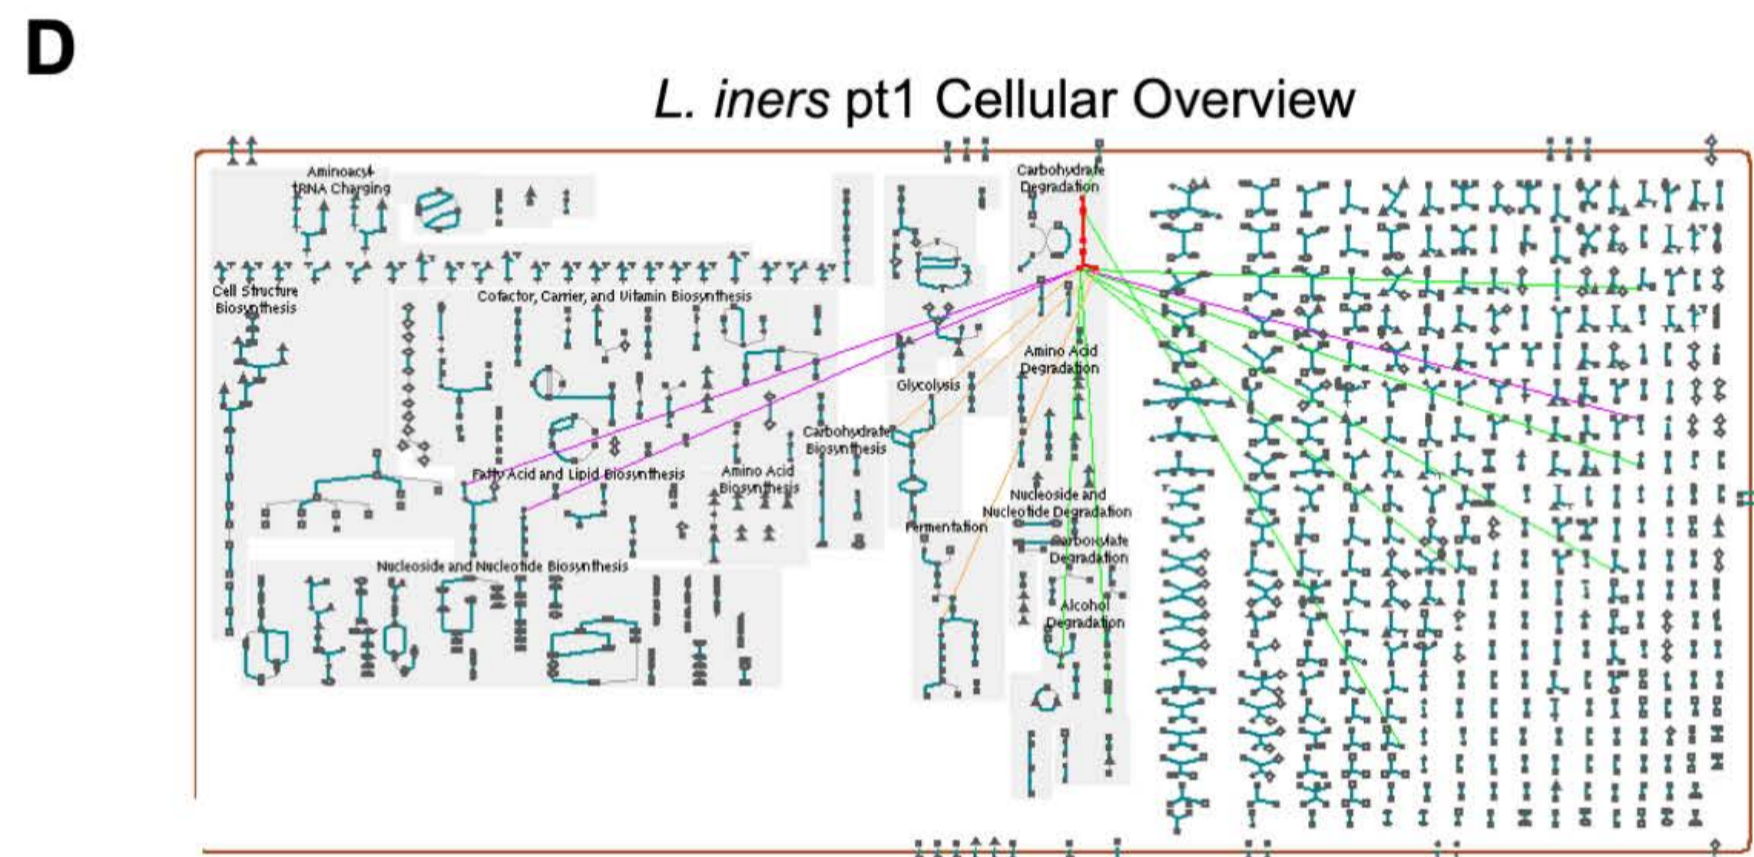 D
L. iners pt1 Cellular Overview
Aminoacyl-
tRNA Charging
Carbohydrate
Degradation
Cell Structure
Biosynthesis
Cofactor, Carrier, and Vitamin Biosynthesis
Amino Acid
Degradation
Glycolysis
Carbohydrate
Biosynthesis
Fatty Acid and Lipid Biosynthesis
Amino Acid
Biosynthesis
Nucleoside and
Nucleotide Degradation
Fermentation
Carboxylate
Degradation
Nucleoside and Nucleotide Biosynthesis
Alcohol
Degradation